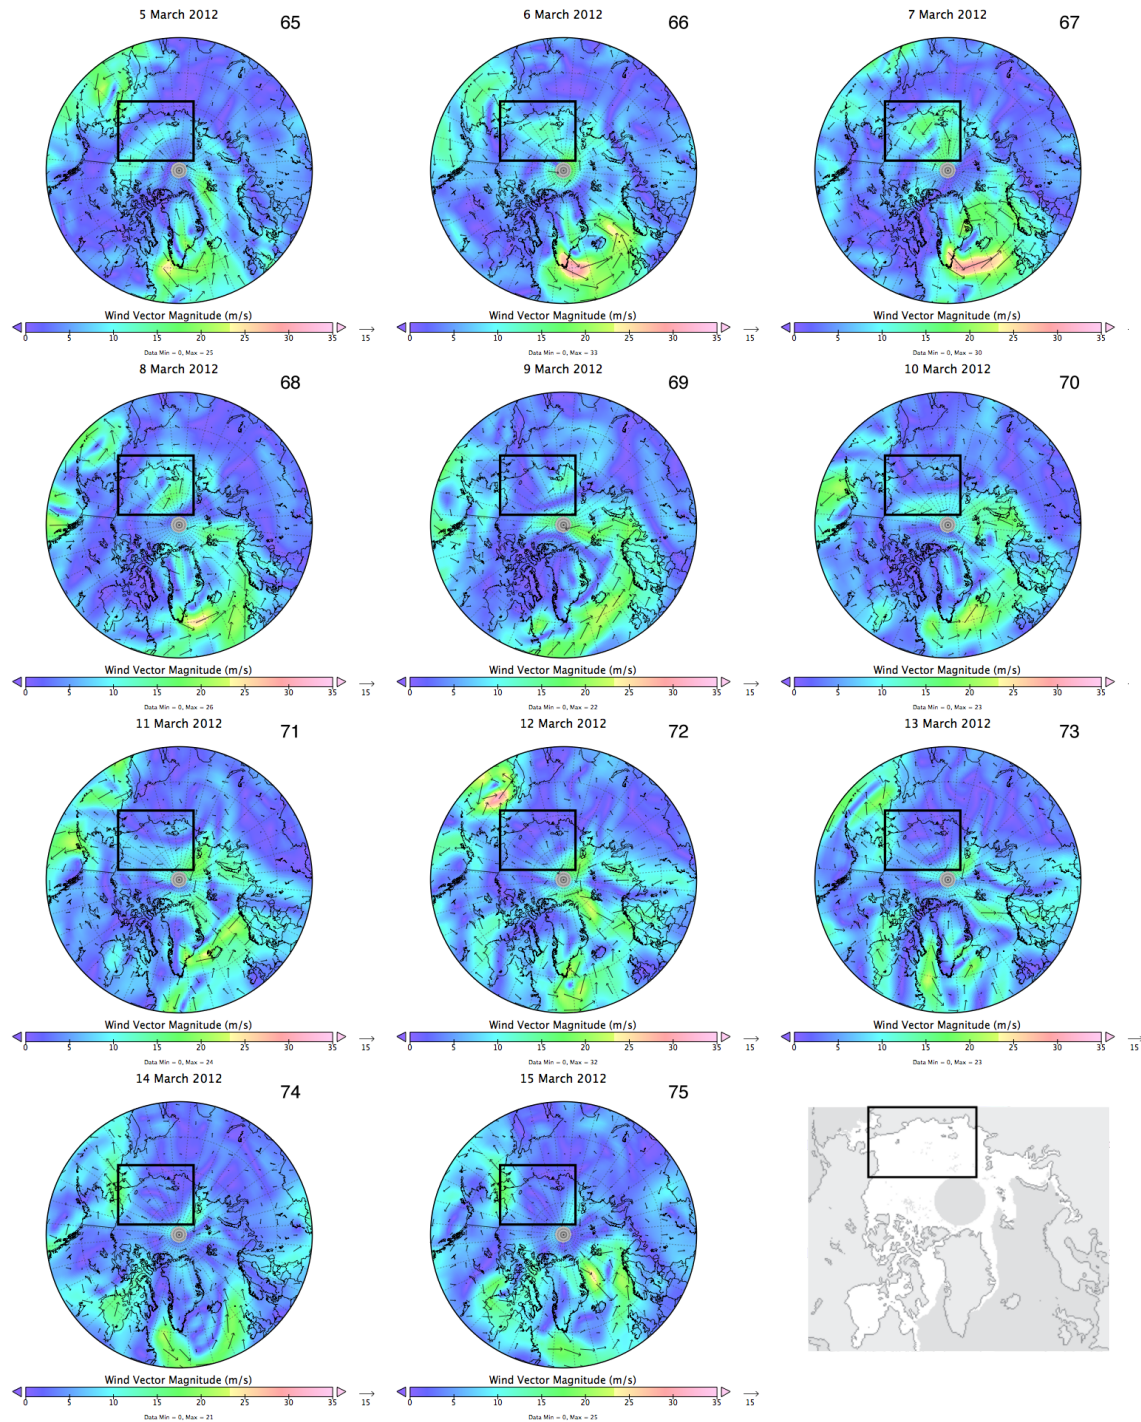 5 March 2012
65
6 March 2012
66
7 March 2012
67
Wind Vector Magnitude (m/s)
0 5 10 15 20 25 30 35 15
Data Min = 0, Max = 25
Wind Vector Magnitude (m/s)
0 5 10 15 20 25 30 35 15
Data Min = 0, Max = 33
Wind Vector Magnitude (m/s)
0 5 10 15 20 25 30 35
Data Min = 0, Max = 30
8 March 2012
68
9 March 2012
69
10 March 2012
70
Wind Vector Magnitude (m/s)
0 5 10 15 20 25 30 35 15
Data Min = 0, Max = 26
Wind Vector Magnitude (m/s)
0 5 10 15 20 25 30 35 15
Data Min = 0, Max = 22
Wind Vector Magnitude (m/s)
0 5 10 15 20 25 30 35
Data Min = 0, Max = 23
11 March 2012
71
12 March 2012
72
13 March 2012
73
Wind Vector Magnitude (m/s)
0 5 10 15 20 25 30 35 15
Data Min = 0, Max = 24
Wind Vector Magnitude (m/s)
0 5 10 15 20 25 30 35 15
Data Min = 0, Max = 32
Wind Vector Magnitude (m/s)
0 5 10 15 20 25 30 35 15
Data Min = 0, Max = 23
14 March 2012
74
15 March 2012
75
Wind Vector Magnitude (m/s)
0 5 10 15 20 25 30 35 15
Data Min = 0, Max = 21
Wind Vector Magnitude (m/s)
0 5 10 15 20 25 30 35 15
Data Min = 0, Max = 25